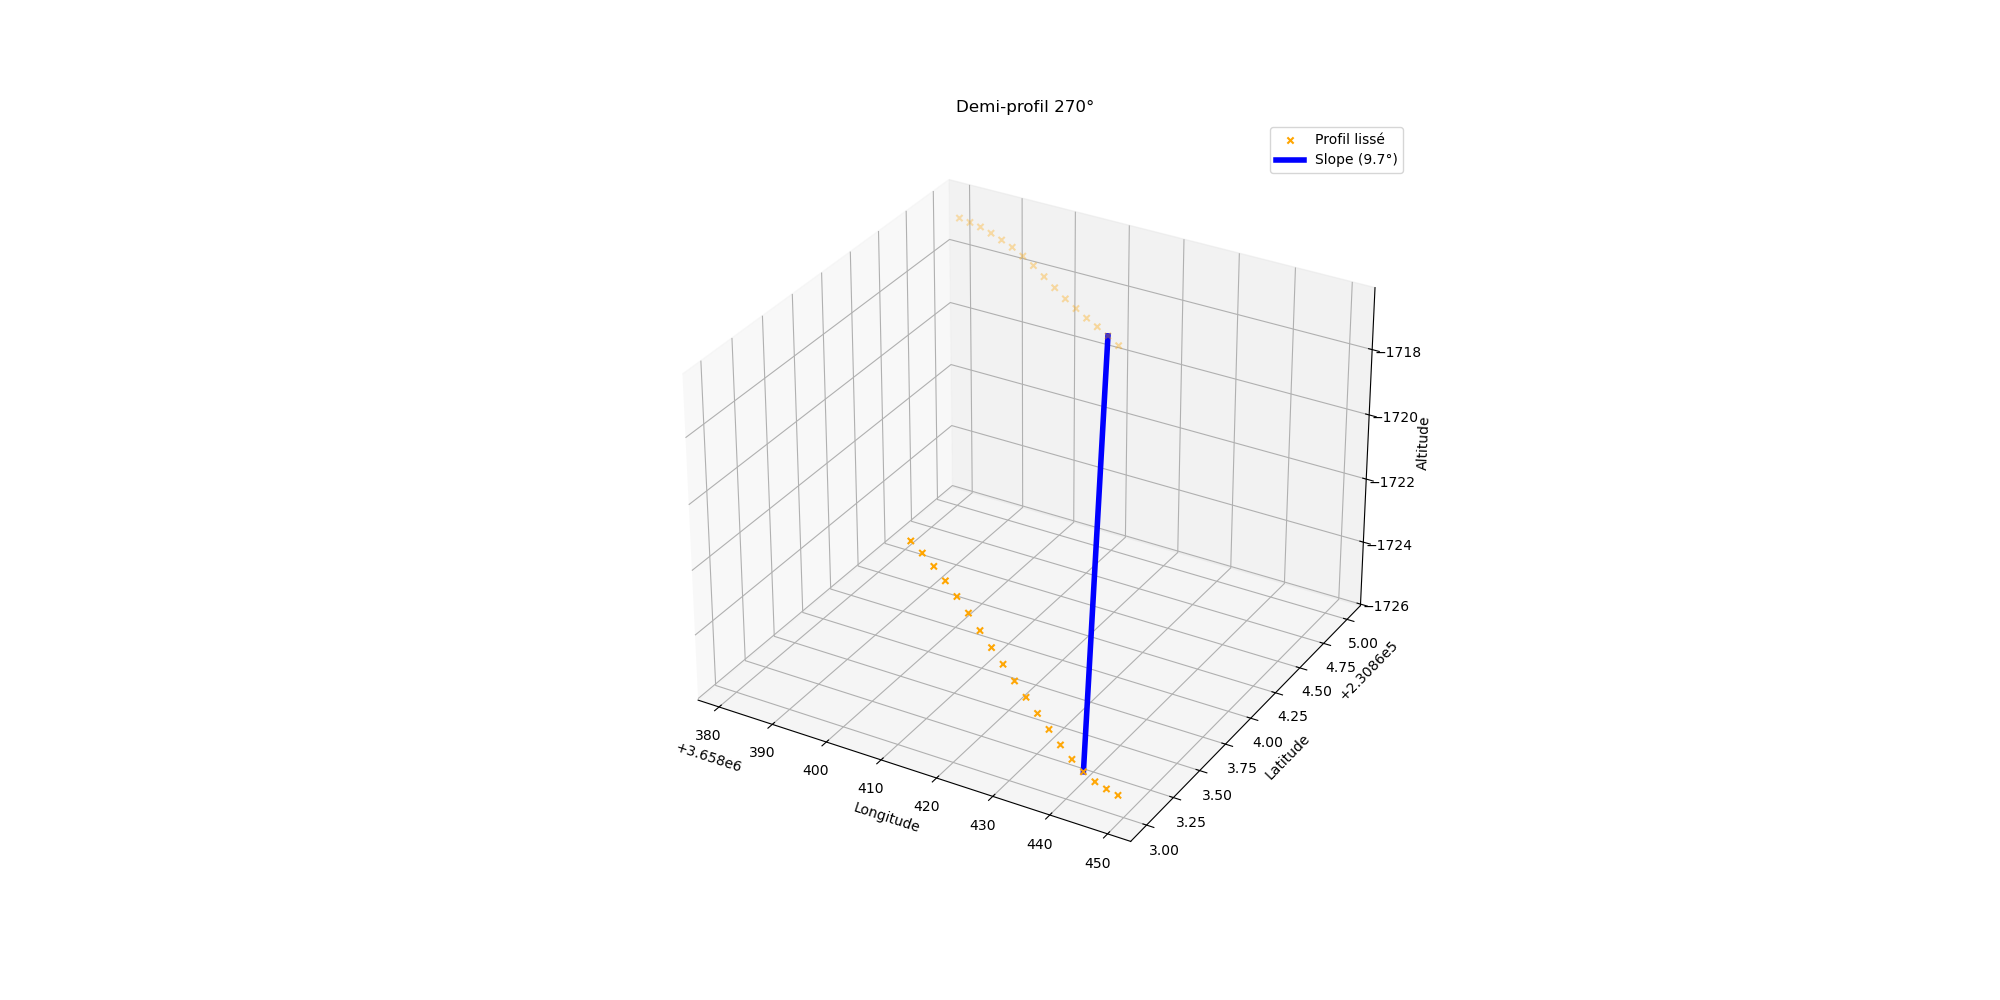 Demi-profil 270°
Profil lissé
Slope (9.7°)
−1718
−1720
−1722
−1724
−1726
Altitude
5.00
4.75
4.50
4.25
4.00
3.75
3.50
3.25
3.00
+2.3086e5
Latitude
380
390
400
410
420
430
440
450
+3.658e6
Longitude